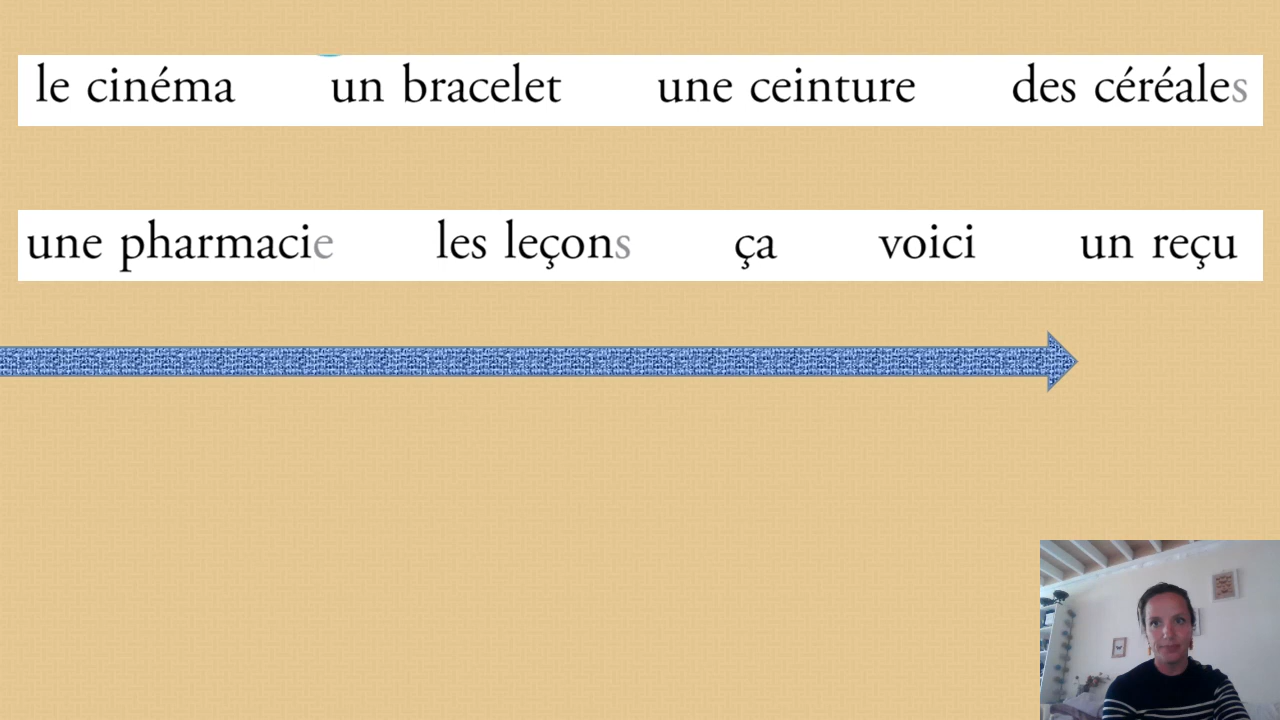 le cinéma un bracelet une ceinture des céréales
une pharmacie les leçons ça voici un reçu